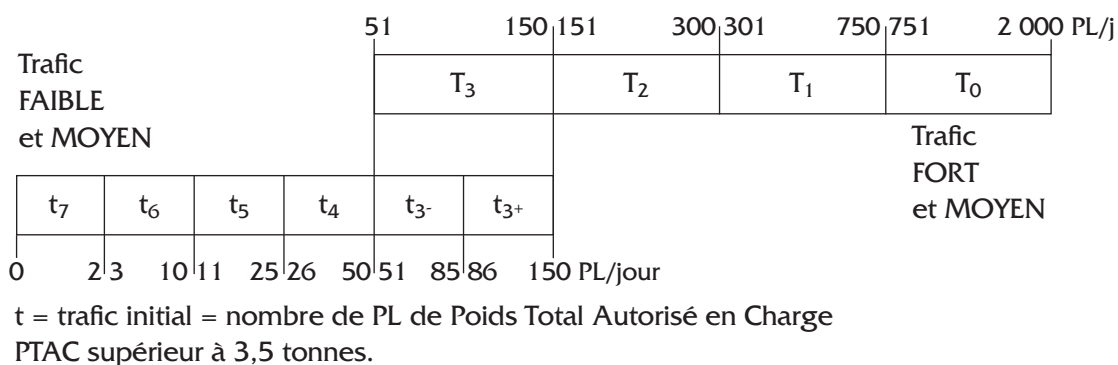 51 150 151 300 301 750 751 2 000 PL/j
Trafic
FAIBLE
et MOYEN
T3 T2 T1 T0
Trafic
FORT
et MOYEN
t7 t6 t5 t4 t3- t3+
0 2 3 10 11 25 26 50 51 85 86 150 PL/jour
t = trafic initial = nombre de PL de Poids Total Autorisé en Charge
PTAC supérieur à 3,5 tonnes.